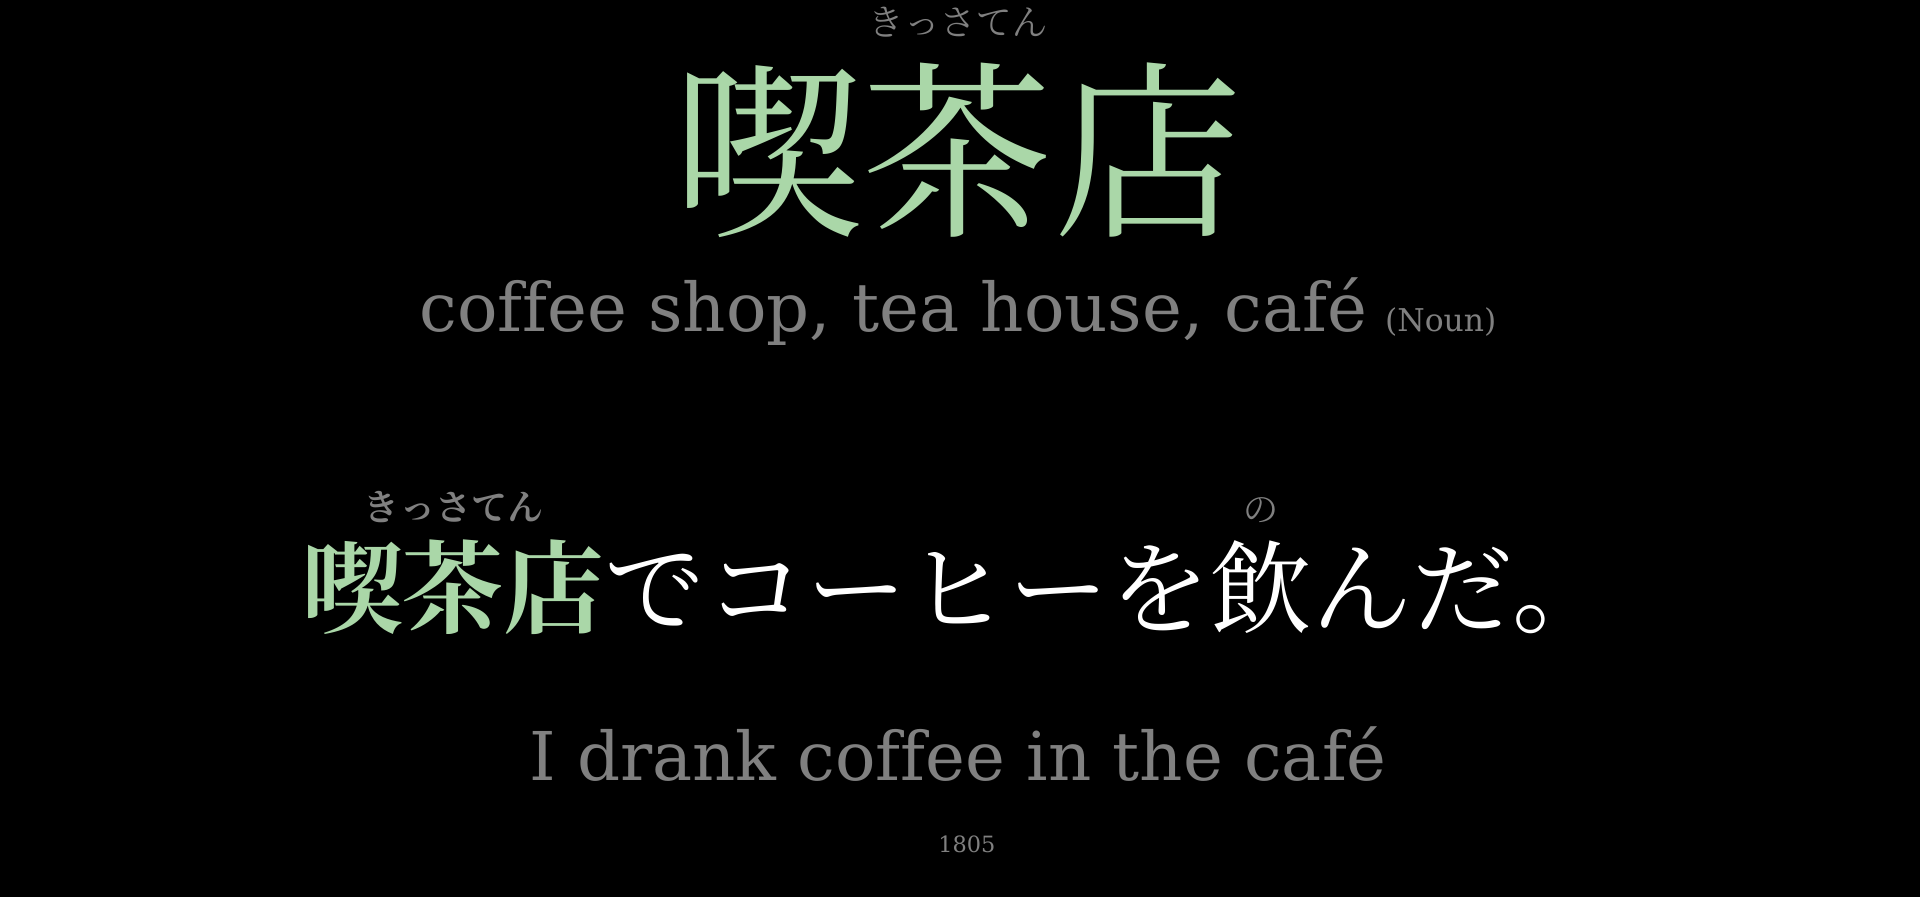 きっさてん
喫茶店
coffee shop, tea house, café (Noun)
きっさてん の
喫茶店でコーヒーを飲んだ。
I drank coffee in the café
1805